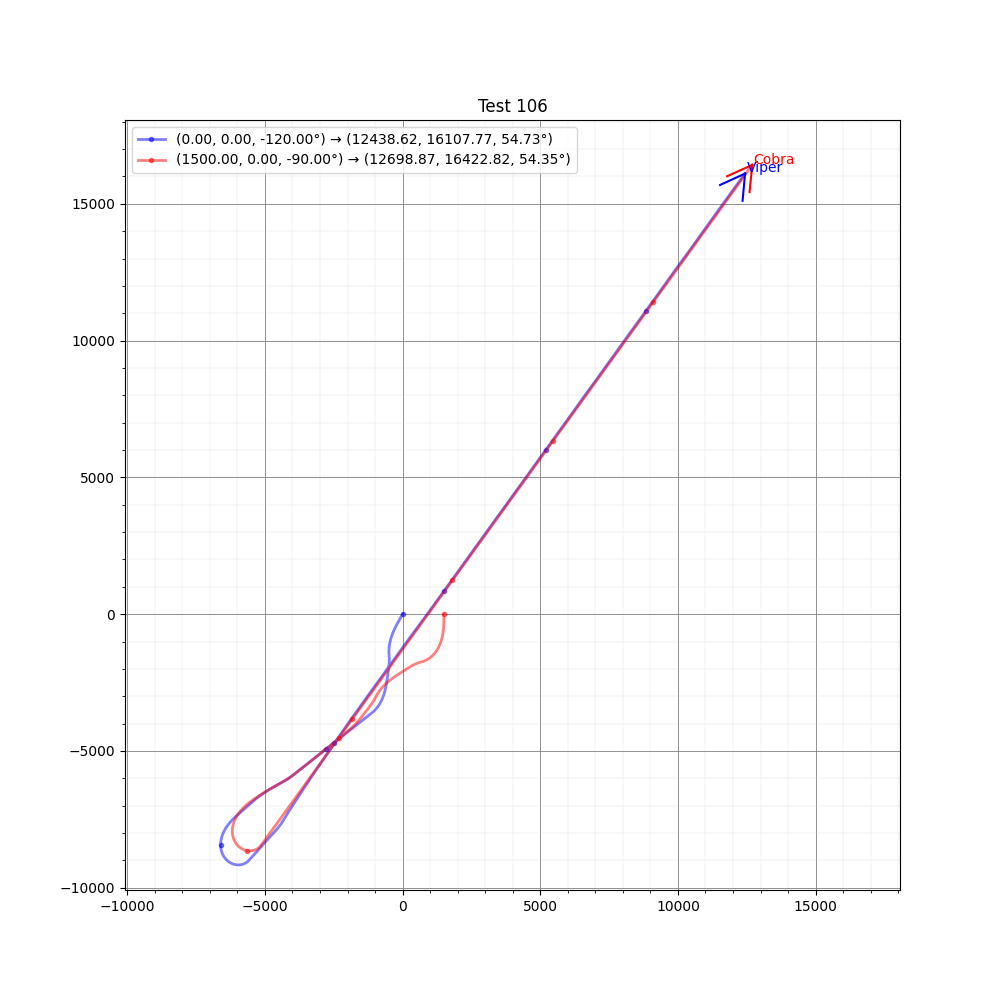 Test 106
(0.00, 0.00, -120.00°) → (12438.62, 16107.77, 54.73°)
(1500.00, 0.00, -90.00°) → (12698.87, 16422.82, 54.35°)
Cobra
Viper
15000
10000
5000
0
−5000
−10000
−10000 −5000 0 5000 10000 15000